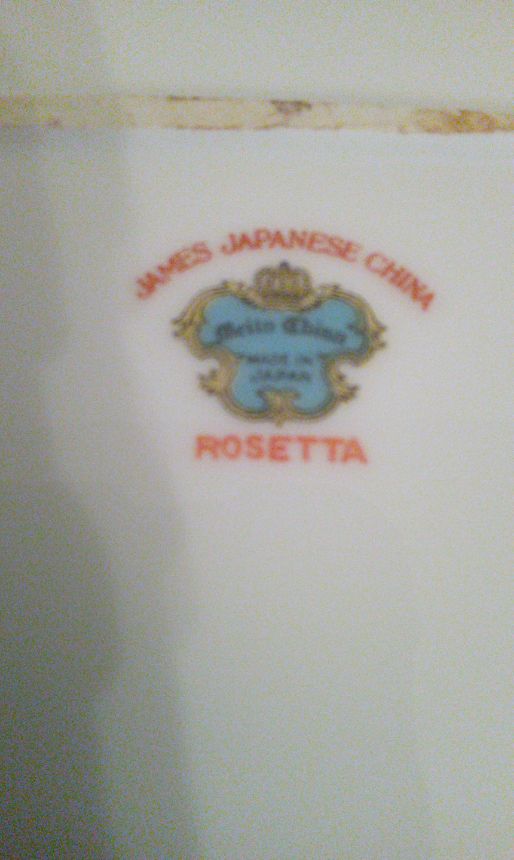 JAMES JAPANESE CHINA
Meito China
MADE IN
JAPAN
ROSETTA